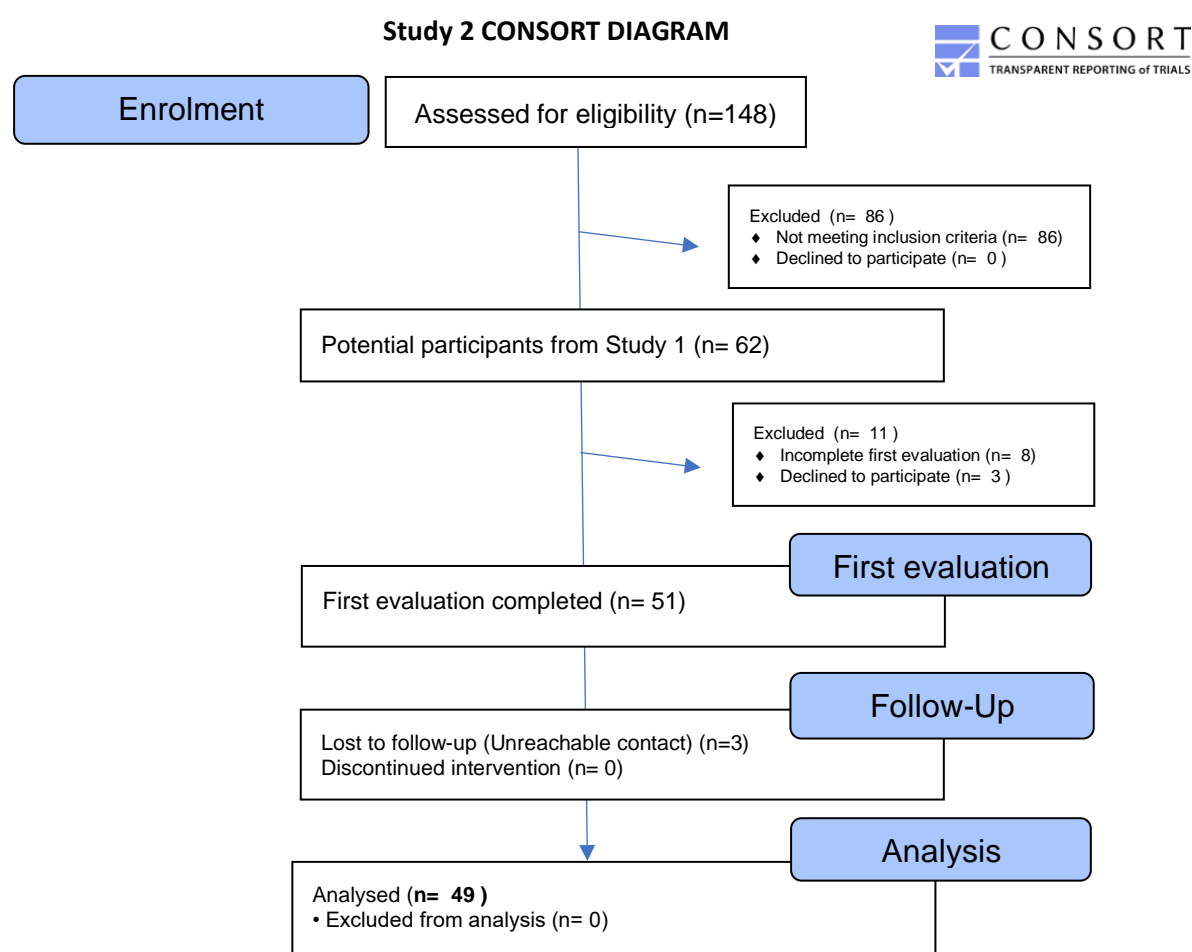 Study 2 CONSORT DIAGRAM
CONSORT
TRANSPARENT REPORTING of TRIALS
Enrolment
Assessed for eligibility (n=148)
Excluded (n= 86 )
♦ Not meeting inclusion criteria (n= 86)
♦ Declined to participate (n= 0 )
Potential participants from Study 1 (n= 62)
Excluded (n= 11 )
♦ Incomplete first evaluation (n= 8)
♦ Declined to participate (n= 3 )
First evaluation
First evaluation completed (n= 51)
Follow-Up
Lost to follow-up (Unreachable contact) (n=3)
Discontinued intervention (n= 0)
Analysis
Analysed (n= 49 )
• Excluded from analysis (n= 0)